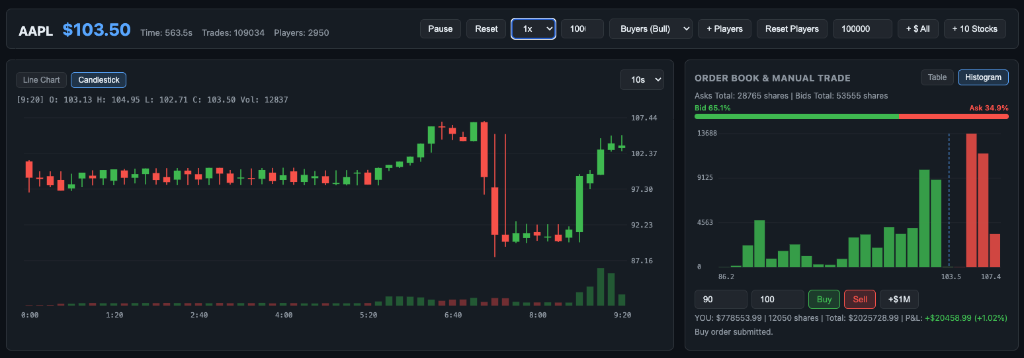 AAPL $103.50 Time: 563.5s Trades: 109034 Players: 2950 Pause Reset 1x 100 Buyers (Bull) + Players Reset Players 100000 + $ All + 10 Stocks
Line Chart Candlestick 10s
[9:20] O: 103.13 H: 104.95 L: 102.71 C: 103.50 Vol: 12837
107.44
102.37
97.30
92.23
87.16
0:00 1:20 2:40 4:00 5:20 6:40 8:00 9:20
ORDER BOOK & MANUAL TRADE Table Histogram
Asks Total: 28765 shares | Bids Total: 53555 shares
Bid 65.1% Ask 34.9%
13688
9125
4563
0
86.2 103.5 107.4
90 100 Buy Sell +$1M
YOU: $778553.99 | 12050 shares | Total: $2025728.99 | P&L: +$20458.99 (+1.02%)
Buy order submitted.